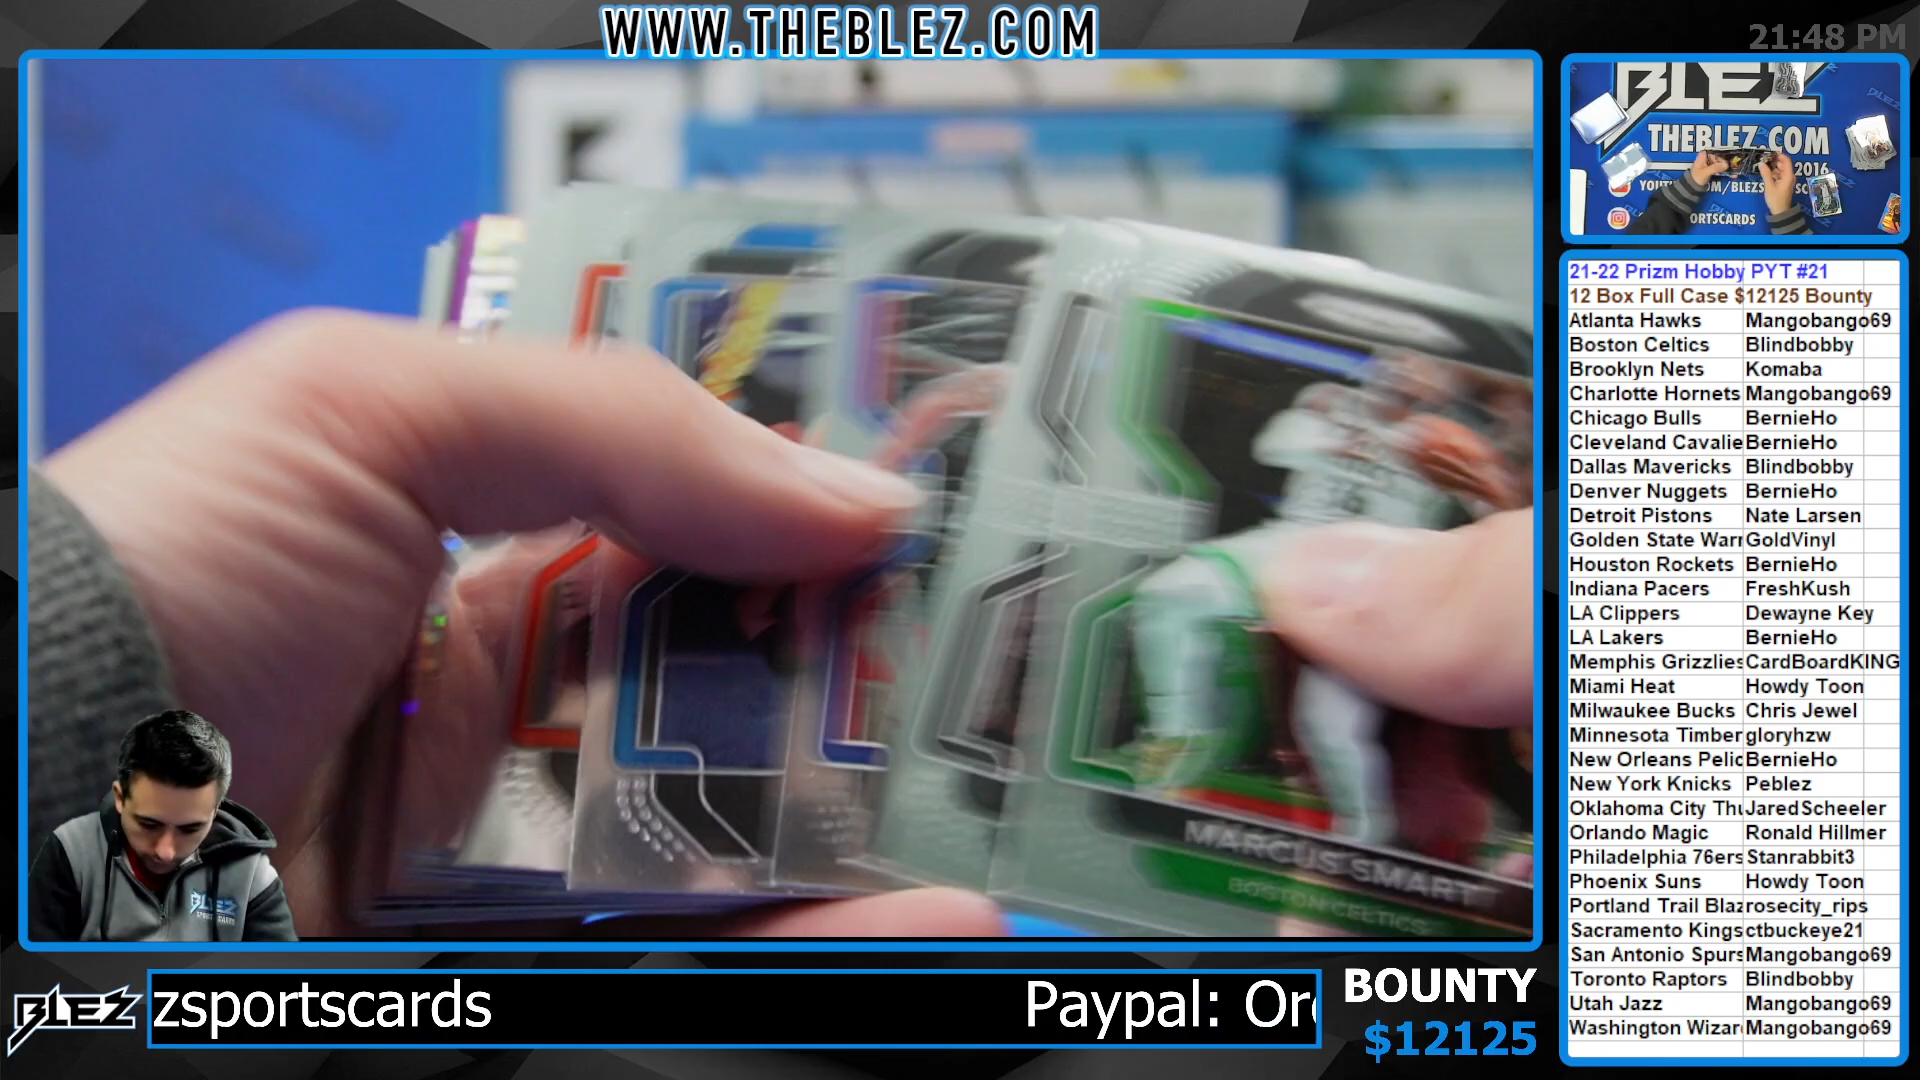 WWW.THEBLEZ.COM
21:48 PM
BLEZ
THEBLEZ.COM
2016
ORTSCARDS
21-22 Prizm Hobby PYT #21
12 Box Full Case $12125 Bounty
Atlanta Hawks Mangobango69
Boston Celtics Blindbobby
Brooklyn Nets Komaba
Charlotte Hornets Mangobango69
Chicago Bulls BernieHo
Cleveland Cavalie BernieHo
Dallas Mavericks Blindbobby
Denver Nuggets BernieHo
Detroit Pistons Nate Larsen
Golden State Warr GoldVinyl
Houston Rockets BernieHo
Indiana Pacers FreshKush
LA Clippers Dewayne Key
LA Lakers BernieHo
Memphis Grizzlies CardBoardKING
Miami Heat Howdy Toon
Milwaukee Bucks Chris Jewel
Minnesota Timber gloryhzw
New Orleans Pelic BernieHo
New York Knicks Peblez
Oklahoma City Thu JaredScheeler
Orlando Magic Ronald Hillmer
Philadelphia 76ers Stanrabbit3
Phoenix Suns Howdy Toon
Portland Trail Blaz rosecity_rips
Sacramento Kings ctbuckeye21
San Antonio Spurs Mangobango69
Toronto Raptors Blindbobby
Utah Jazz Mangobango69
Washington Wizar Mangobango69
MARCUS SMART
BOSTON CELTICS
BLEZ
BLEZ
zsportscards
Paypal: Or
BOUNTY
$12125